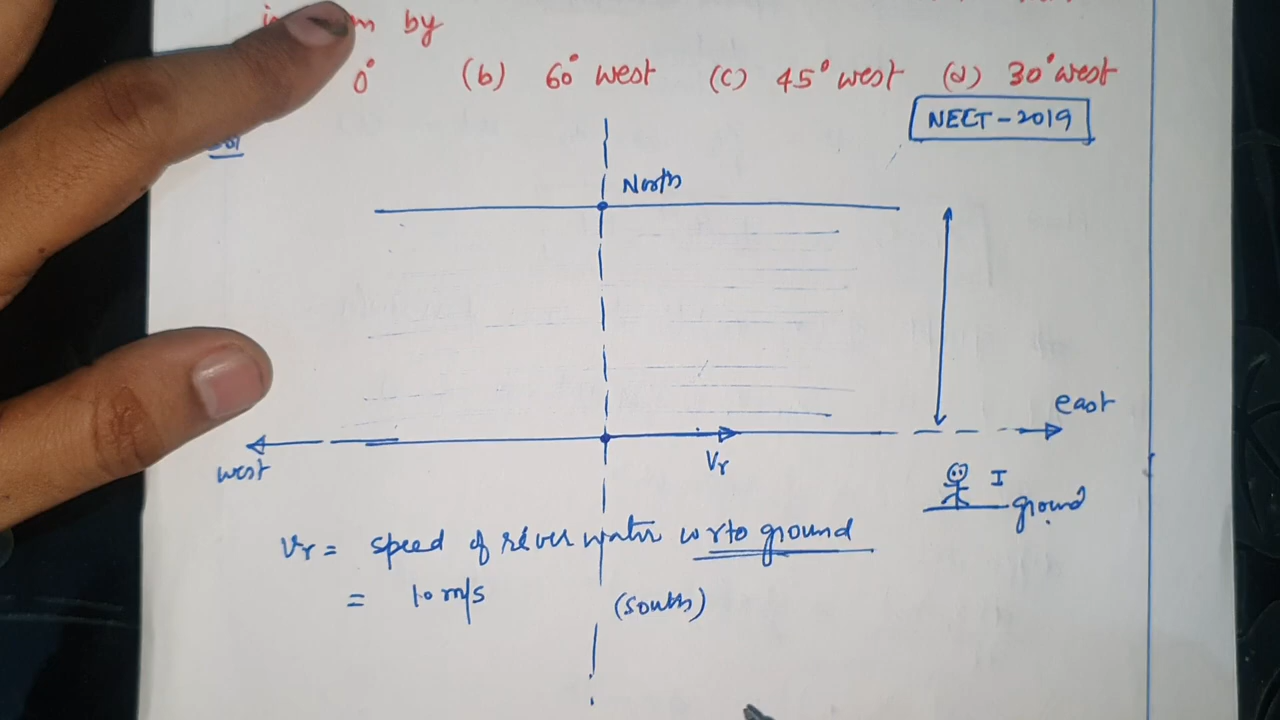 by
0° (b) 60° west (c) 45° west (d) 30° west
NEET-2019
North
east
west
Vr
I
ground
Vr = speed of river water w r to ground
= 10 m/s
(south)